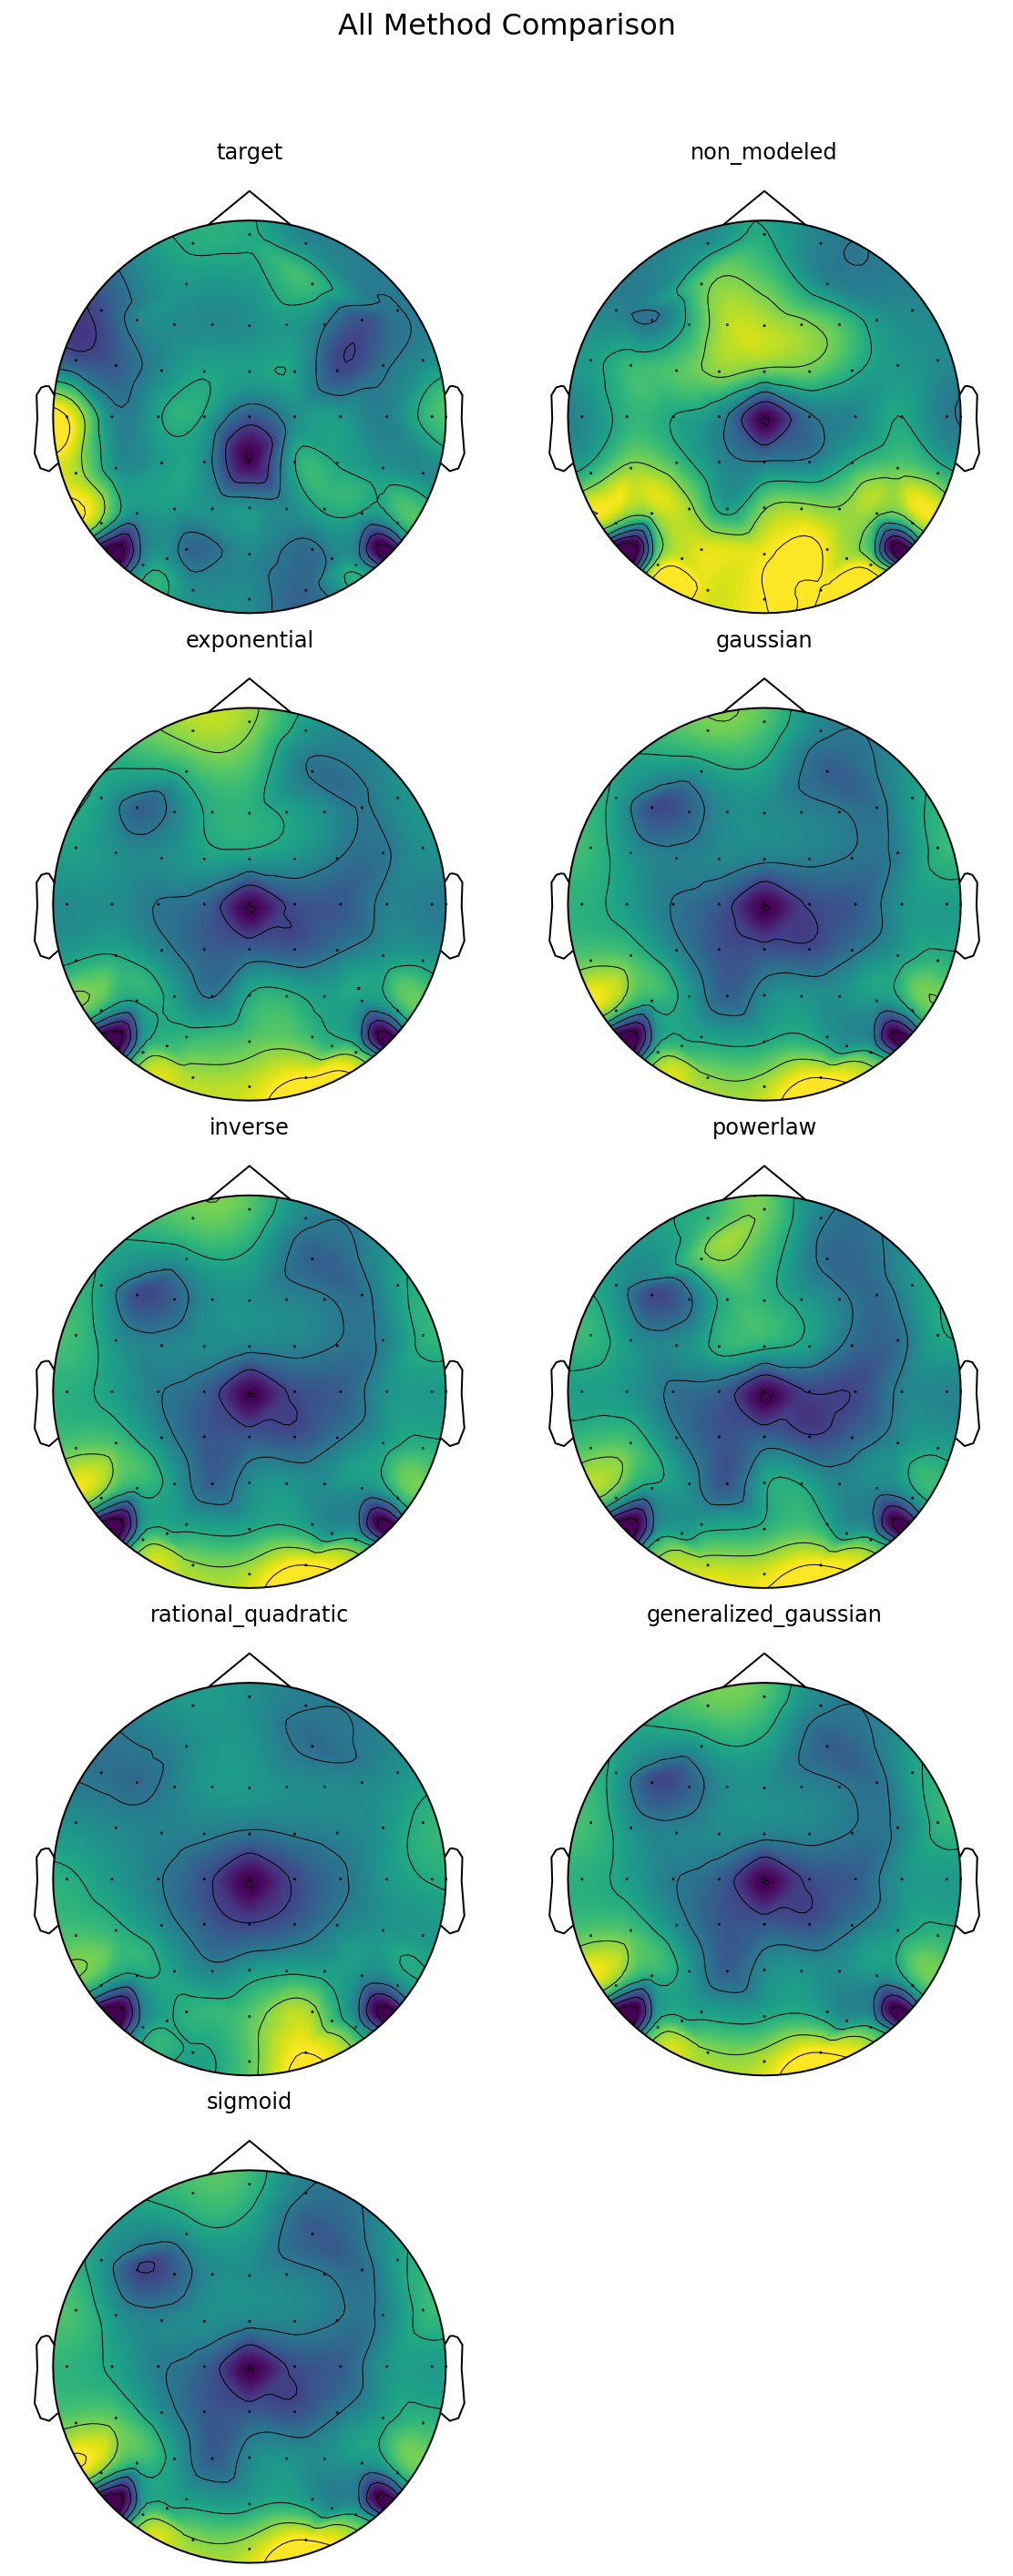 All Method Comparison
target
non_modeled
exponential
gaussian
inverse
powerlaw
rational_quadratic
generalized_gaussian
sigmoid